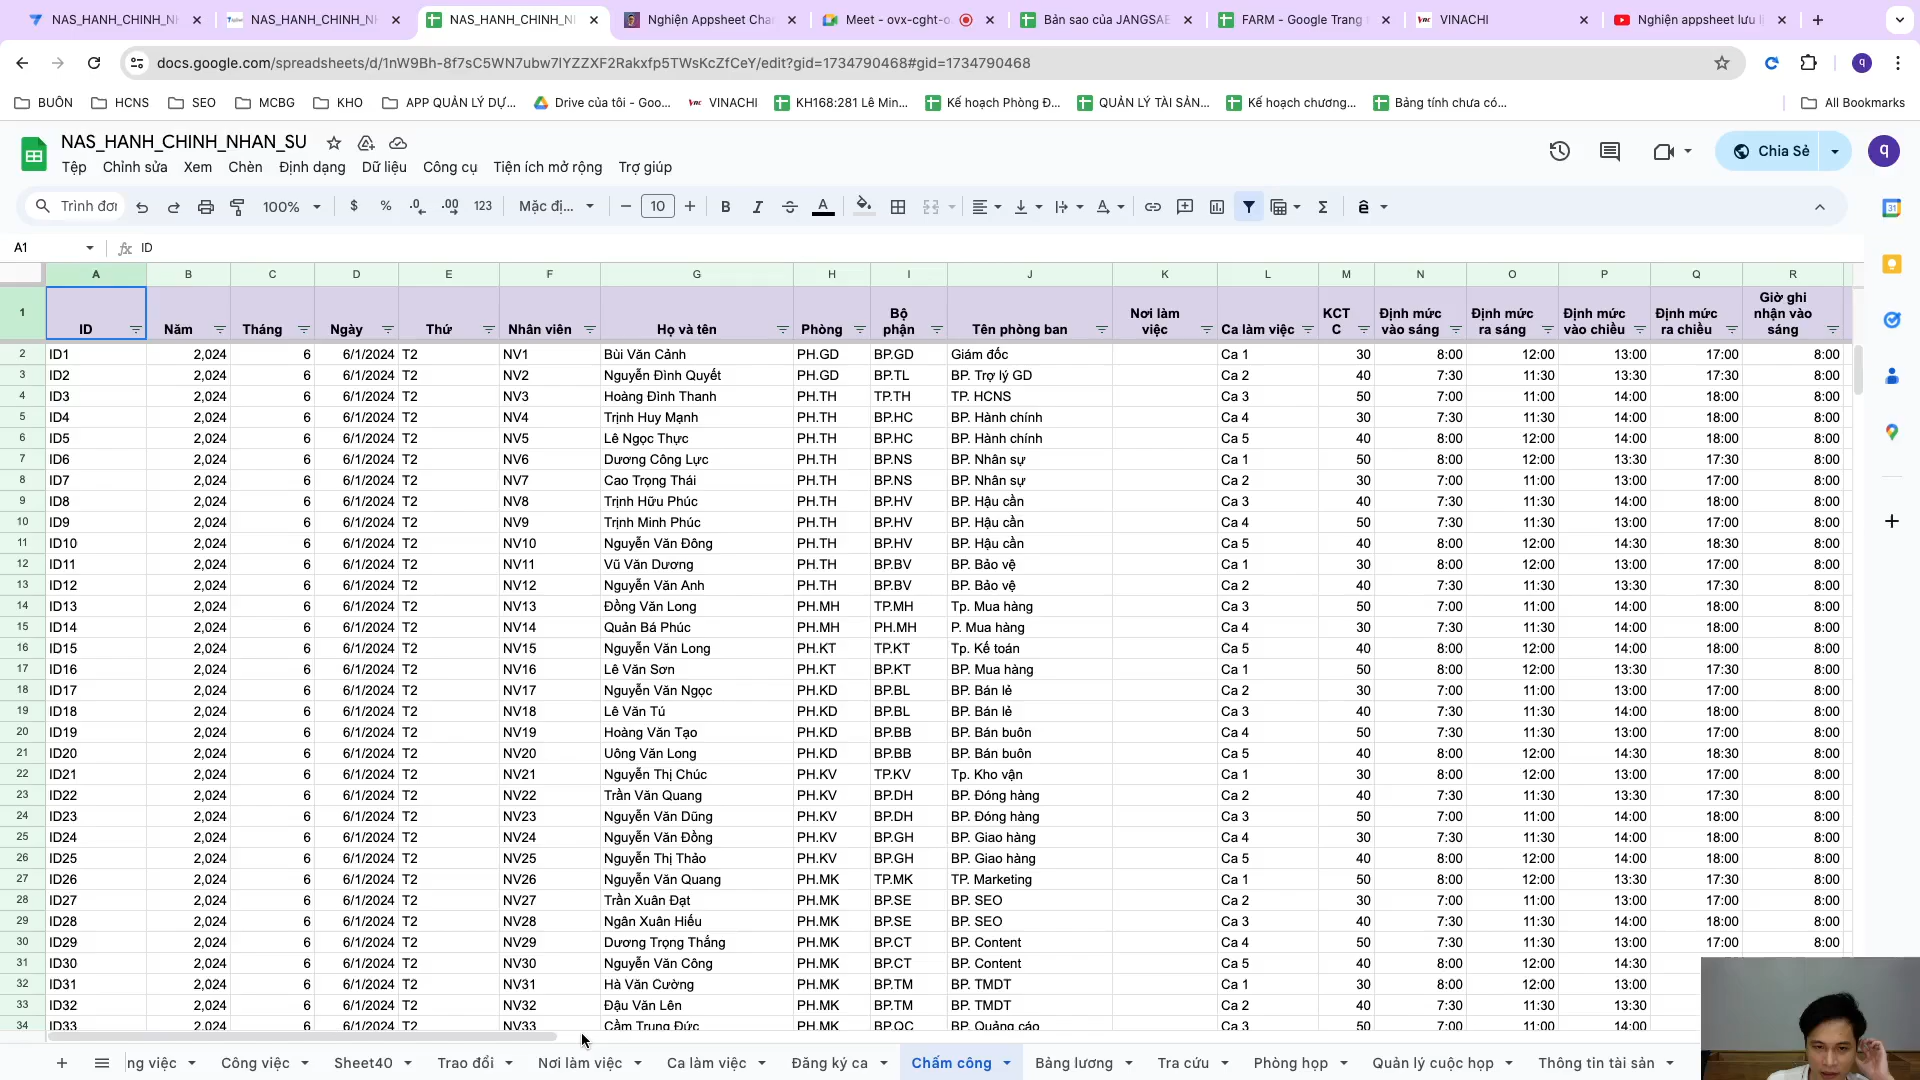 NAS_HANH_CHINH_NH
NAS_HANH_CHINH_NH
NAS_HANH_CHINH_NI
Nghiện Appsheet Cha
Meet - ovx-cght-o
Bản sao của JANGSAE
FARM - Google Trang
VINACHI
Nghiện appsheet lưu l
docs.google.com/spreadsheets/d/1nW9Bh-8f7sC5WN7ubw7lYZZXF2Rakxfp5TWsKcZfCeY/edit?gid=1734790468#gid=1734790468
BUÔN HCNS SEO MCBG KHO APP QUẢN LÝ DỰ... Drive của tôi - Goo... VINACHI KH168:281 Lê Min... Kế hoạch Phòng Đ... QUẢN LÝ TÀI SẢN... Kế hoạch chương... Bảng tính chưa có... All Bookmarks
NAS_HANH_CHINH_NHAN_SU
Tệp Chỉnh sửa Xem Chèn Định dạng Dữ liệu Công cụ Tiện ích mở rộng Trợ giúp
Chia Sẻ q
Trình đơn 100% $ % .0 .00 123 Mặc đị... 10 B I A
A1 ID
A B C D E F G H I J K L M N O P Q R
1 ID Năm Tháng Ngày Thứ Nhân viên Họ và tên Phòng Bộ phận Tên phòng ban Nơi làm việc Ca làm việc KCTC Định mức vào sáng Định mức ra sáng Định mức vào chiều Định mức ra chiều Giờ ghi nhận vào sáng
2 ID1 2,024 6 6/1/2024 T2 NV1 Bùi Văn Cảnh PH.GD BP.GD Giám đốc Ca 1 30 8:00 12:00 13:00 17:00 8:00
3 ID2 2,024 6 6/1/2024 T2 NV2 Nguyễn Đình Quyết PH.GD BP.TL BP. Trợ lý GD Ca 2 40 7:30 11:30 13:30 17:30 8:00
4 ID3 2,024 6 6/1/2024 T2 NV3 Hoàng Đình Thanh PH.TH TP.TH TP. HCNS Ca 3 50 7:00 11:00 14:00 18:00 8:00
5 ID4 2,024 6 6/1/2024 T2 NV4 Trịnh Huy Mạnh PH.TH BP.HC BP. Hành chính Ca 4 30 7:30 11:30 14:00 18:00 8:00
6 ID5 2,024 6 6/1/2024 T2 NV5 Lê Ngọc Thực PH.TH BP.HC BP. Hành chính Ca 5 40 8:00 12:00 14:00 18:00 8:00
7 ID6 2,024 6 6/1/2024 T2 NV6 Dương Công Lực PH.TH BP.NS BP. Nhân sự Ca 1 50 8:00 12:00 13:30 17:30 8:00
8 ID7 2,024 6 6/1/2024 T2 NV7 Cao Trọng Thái PH.TH BP.NS BP. Nhân sự Ca 2 30 7:00 11:00 13:00 17:00 8:00
9 ID8 2,024 6 6/1/2024 T2 NV8 Trịnh Hữu Phúc PH.TH BP.HV BP. Hậu cần Ca 3 40 7:30 11:30 14:00 18:00 8:00
10 ID9 2,024 6 6/1/2024 T2 NV9 Trịnh Minh Phúc PH.TH BP.HV BP. Hậu cần Ca 4 50 7:30 11:30 13:00 17:00 8:00
11 ID10 2,024 6 6/1/2024 T2 NV10 Nguyễn Văn Đông PH.TH BP.HV BP. Hậu cần Ca 5 40 8:00 12:00 14:30 18:30 8:00
12 ID11 2,024 6 6/1/2024 T2 NV11 Vũ Văn Dương PH.TH BP.BV BP. Bảo vệ Ca 1 30 8:00 12:00 13:00 17:00 8:00
13 ID12 2,024 6 6/1/2024 T2 NV12 Nguyễn Văn Anh PH.TH BP.BV BP. Bảo vệ Ca 2 40 7:30 11:30 13:30 17:30 8:00
14 ID13 2,024 6 6/1/2024 T2 NV13 Đồng Văn Long PH.MH TP.MH Tp. Mua hàng Ca 3 50 7:00 11:00 14:00 18:00 8:00
15 ID14 2,024 6 6/1/2024 T2 NV14 Quản Bá Phúc PH.MH PH.MH P. Mua hàng Ca 4 30 7:30 11:30 14:00 18:00 8:00
16 ID15 2,024 6 6/1/2024 T2 NV15 Nguyễn Văn Long PH.KT TP.KT Tp. Kế toán Ca 5 40 8:00 12:00 14:00 18:00 8:00
17 ID16 2,024 6 6/1/2024 T2 NV16 Lê Văn Sơn PH.KT BP.KT BP. Mua hàng Ca 1 50 8:00 12:00 13:30 17:30 8:00
18 ID17 2,024 6 6/1/2024 T2 NV17 Nguyễn Văn Ngọc PH.KD BP.BL BP. Bán lẻ Ca 2 30 7:00 11:00 13:00 17:00 8:00
19 ID18 2,024 6 6/1/2024 T2 NV18 Lê Văn Tú PH.KD BP.BL BP. Bán lẻ Ca 3 40 7:30 11:30 14:00 18:00 8:00
20 ID19 2,024 6 6/1/2024 T2 NV19 Hoàng Văn Tạo PH.KD BP.BB BP. Bán buôn Ca 4 50 7:30 11:30 13:00 17:00 8:00
21 ID20 2,024 6 6/1/2024 T2 NV20 Uông Văn Long PH.KD BP.BB BP. Bán buôn Ca 5 40 8:00 12:00 14:30 18:30 8:00
22 ID21 2,024 6 6/1/2024 T2 NV21 Nguyễn Thị Chúc PH.KV TP.KV Tp. Kho vận Ca 1 30 8:00 12:00 13:00 17:00 8:00
23 ID22 2,024 6 6/1/2024 T2 NV22 Trần Văn Quang PH.KV BP.DH BP. Đóng hàng Ca 2 40 7:30 11:30 13:30 17:30 8:00
24 ID23 2,024 6 6/1/2024 T2 NV23 Nguyễn Văn Dũng PH.KV BP.DH BP. Đóng hàng Ca 3 50 7:00 11:00 14:00 18:00 8:00
25 ID24 2,024 6 6/1/2024 T2 NV24 Nguyễn Văn Đồng PH.KV BP.GH BP. Giao hàng Ca 4 30 7:30 11:30 14:00 18:00 8:00
26 ID25 2,024 6 6/1/2024 T2 NV25 Nguyễn Thị Thảo PH.KV BP.GH BP. Giao hàng Ca 5 40 8:00 12:00 14:00 18:00 8:00
27 ID26 2,024 6 6/1/2024 T2 NV26 Nguyễn Văn Quang PH.MK TP.MK TP. Marketing Ca 1 50 8:00 12:00 13:30 17:30 8:00
28 ID27 2,024 6 6/1/2024 T2 NV27 Trần Xuân Đạt PH.MK BP.SE BP. SEO Ca 2 30 7:00 11:00 13:00 17:00 8:00
29 ID28 2,024 6 6/1/2024 T2 NV28 Ngân Xuân Hiếu PH.MK BP.SE BP. SEO Ca 3 40 7:30 11:30 14:00 18:00 8:00
30 ID29 2,024 6 6/1/2024 T2 NV29 Dương Trọng Thắng PH.MK BP.CT BP. Content Ca 4 50 7:30 11:30 13:00 17:00 8:00
31 ID30 2,024 6 6/1/2024 T2 NV30 Nguyễn Văn Công PH.MK BP.CT BP. Content Ca 5 40 8:00 12:00 14:30
32 ID31 2,024 6 6/1/2024 T2 NV31 Hà Văn Cường PH.MK BP.TM BP. TMDT Ca 1 30 8:00 12:00 13:00
33 ID32 2,024 6 6/1/2024 T2 NV32 Đậu Văn Lên PH.MK BP.TM BP. TMDT Ca 2 40 7:30 11:30 13:30
34 ID33 2,024 6 6/1/2024 T2 NV33 Cầm Trung Đức PH.MK BP.QC BP. Quảng cáo Ca 3 50 7:00 11:00 14:00
ng việc Công việc Sheet40 Trao đổi Nơi làm việc Ca làm việc Đăng ký ca Chấm công Bảng lương Tra cứu Phòng họp Quản lý cuộc họp Thông tin tài sản